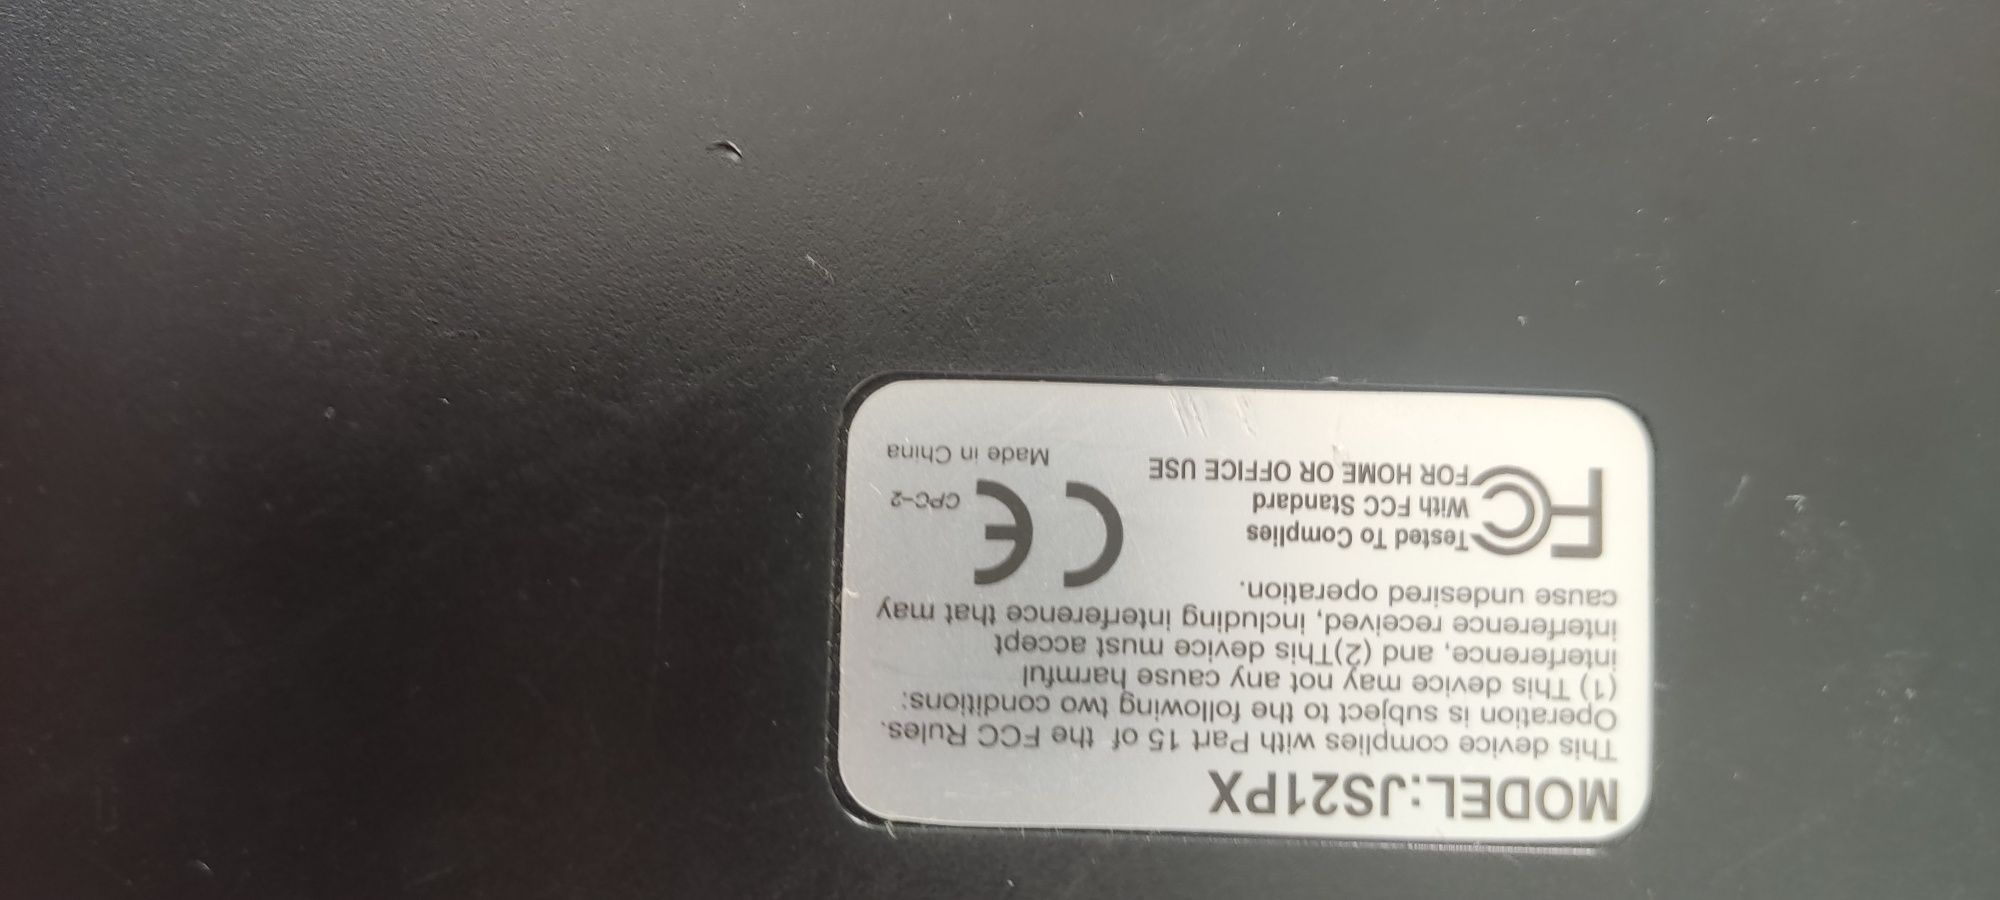 MODEL:JS21PX
This device complies with Part 15 of the FCC Rules.
Operation is subject to the following two conditions:
(1) This device may not any cause harmful
interference, and (2)This device must accept
interference received, including interference that may
cause undesired operation.
FC
Tested To Complies
With FCC Standard
FOR HOME OR OFFICE USE
CE
CPC-2
Made in China